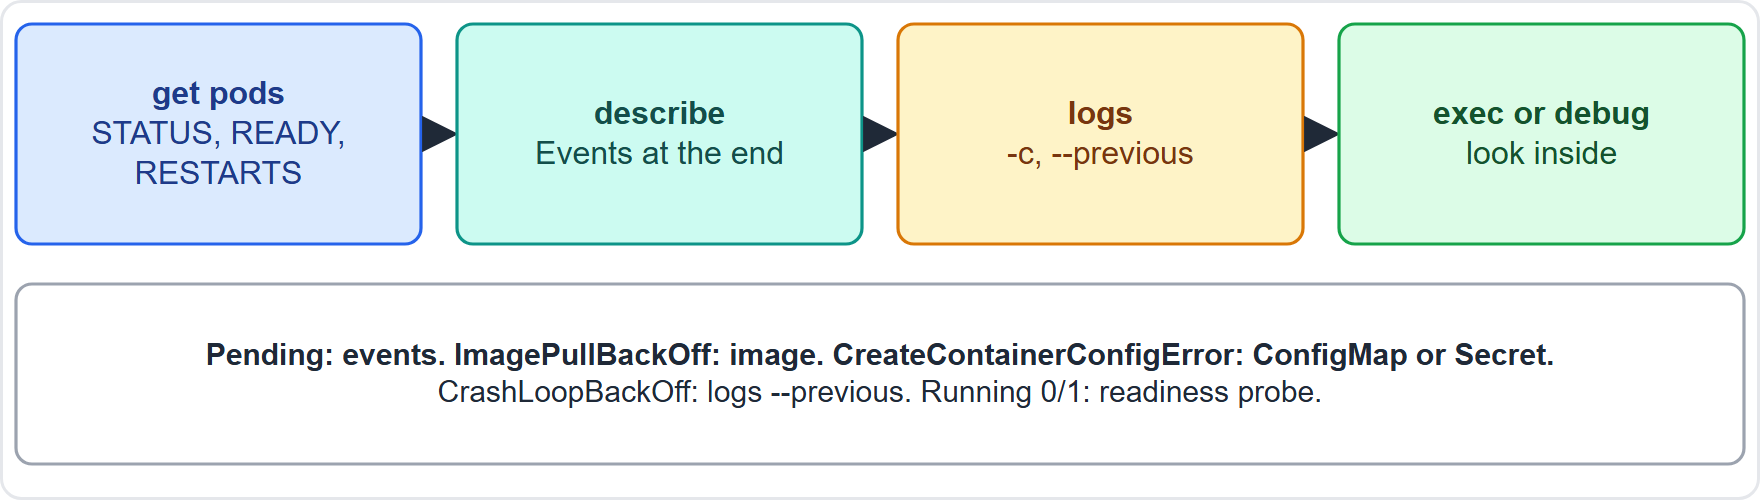 get pods
STATUS, READY,
RESTARTS
describe
Events at the end
logs
-c, --previous
exec or debug
look inside
Pending: events. ImagePullBackOff: image. CreateContainerConfigError: ConfigMap or Secret.
CrashLoopBackOff: logs --previous. Running 0/1: readiness probe.